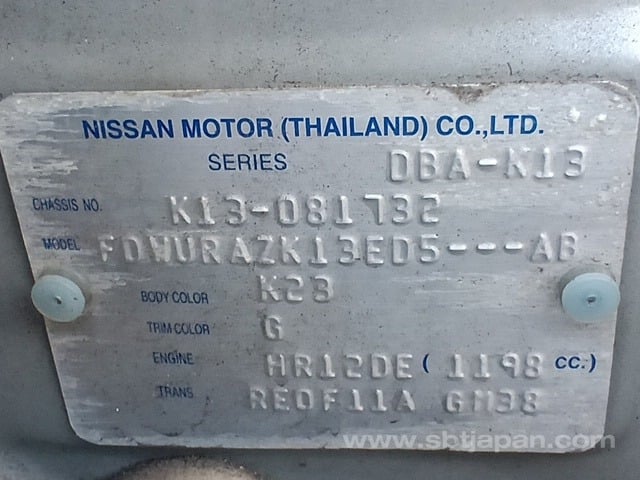 NISSAN MOTOR (THAILAND) CO.,LTD.
SERIES DBA-K13
CHASSIS NO. K13-081732
MODEL FDWURAZK13EDS---AB
BODY COLOR K23
TRIM COLOR G
ENGINE HR12DE ( 1198 CC.)
TRANS RE0F11A GM38
www.sbtjapan.com